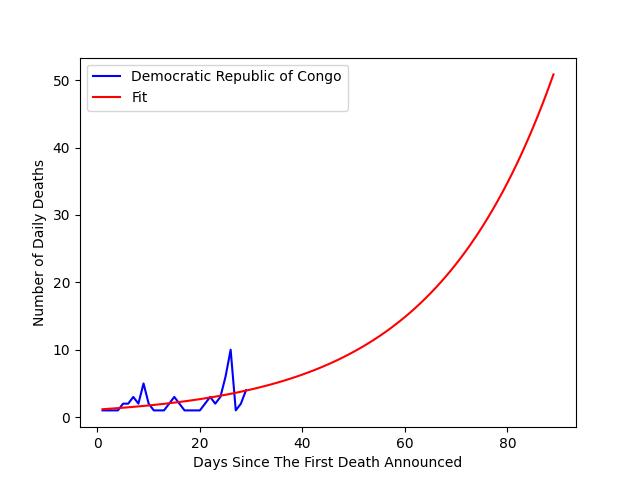 Democratic Republic of Congo
Fit
Number of Daily Deaths
50
40
30
20
10
0
0 20 40 60 80
Days Since The First Death Announced